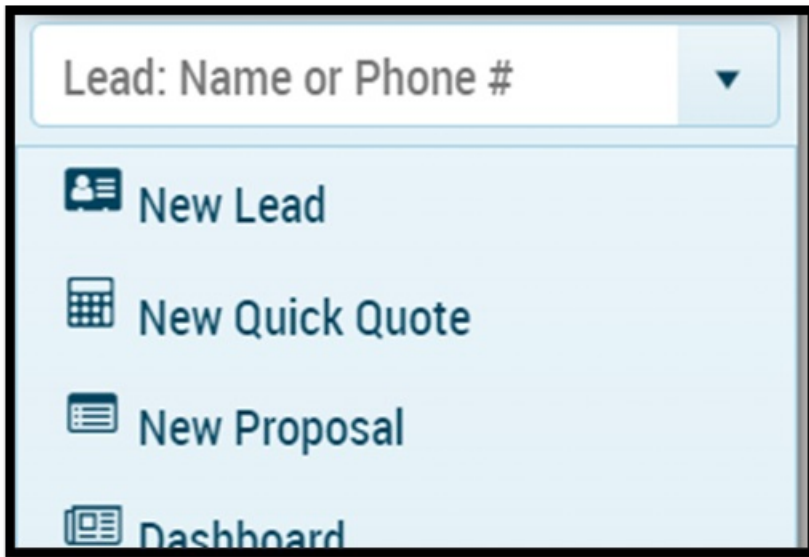 Lead: Name or Phone #
New Lead
New Quick Quote
New Proposal
Dashboard